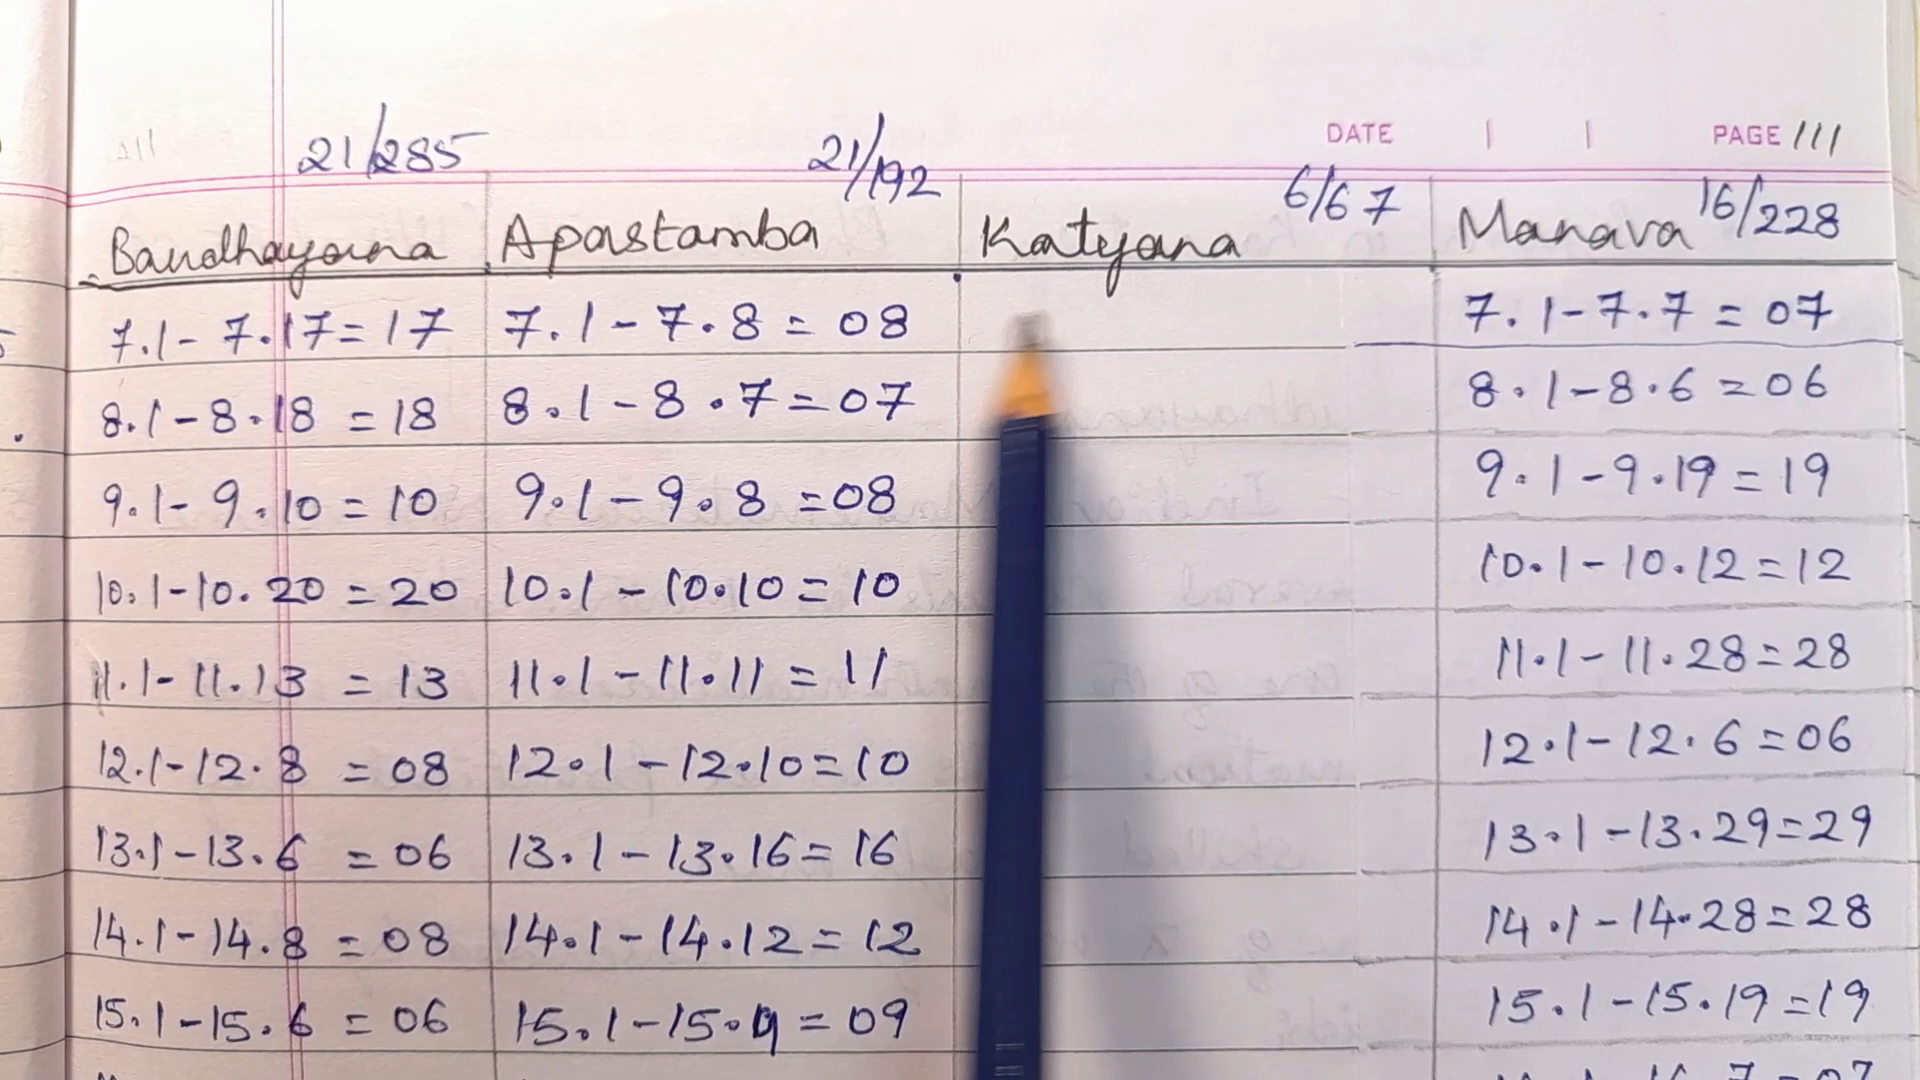 DATE PAGE 111
21/285 21/192 6/67 16/228
Baudhayana Apastamba Katyana Manava
7.1-7.17=17 7.1-7.8=08 7.1-7.7=07
8.1-8.18=18 8.1-8.7=07 8.1-8.6=06
9.1-9.10=10 9.1-9.8=08 9.1-9.19=19
10.1-10.20=20 10.1-10.10=10 10.1-10.12=12
11.1-11.13=13 11.1-11.11=11 11.1-11.28=28
12.1-12.8=08 12.1-12.10=10 12.1-12.6=06
13.1-13.6=06 13.1-13.16=16 13.1-13.29=29
14.1-14.8=08 14.1-14.12=12 14.1-14.28=28
15.1-15.6=06 15.1-15.9=09 15.1-15.19=19